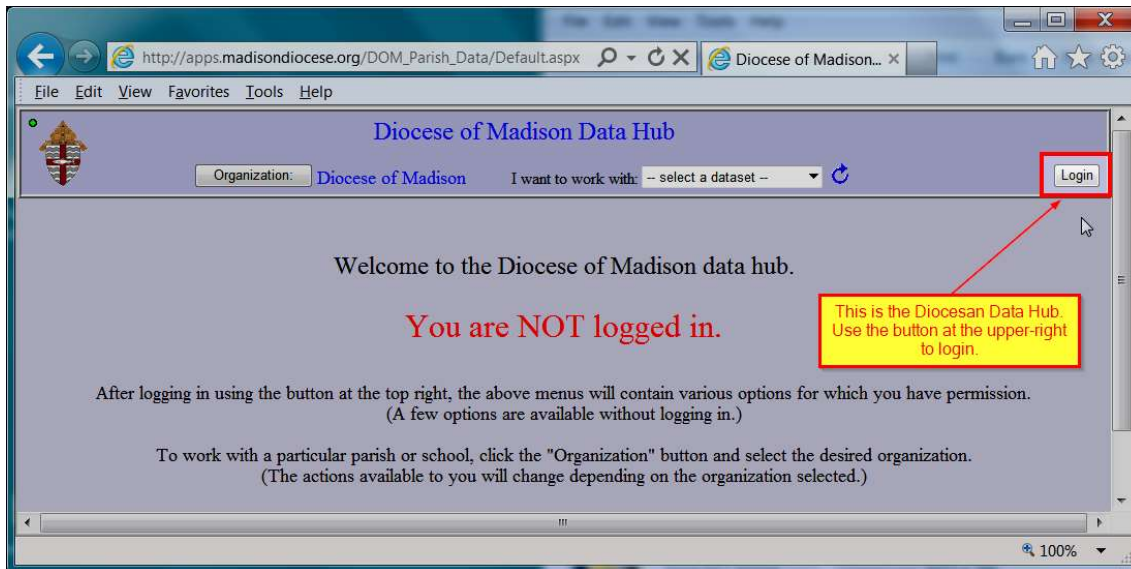 http://apps.madisondiocese.org/DOM_Parish_Data/Default.aspx
Diocese of Madison...
File Edit View Favorites Tools Help
Diocese of Madison Data Hub
Organization: Diocese of Madison I want to work with: -- select a dataset --
Login
Welcome to the Diocese of Madison data hub.
You are NOT logged in.
This is the Diocesan Data Hub.
Use the button at the upper-right
to login.
After logging in using the button at the top right, the above menus will contain various options for which you have permission.
(A few options are available without logging in.)
To work with a particular parish or school, click the "Organization" button and select the desired organization.
(The actions available to you will change depending on the organization selected.)
100%